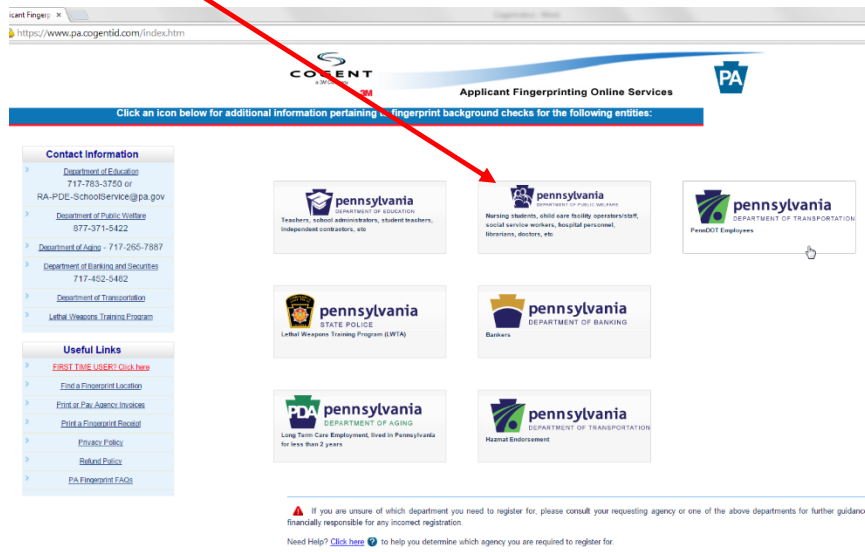 icant Fingerp ×
https://www.pa.cogentid.com/index.htm
COGENT
3M
Applicant Fingerprinting Online Services
PA
Click an icon below for additional information pertaining to fingerprint background checks for the following entities:
Contact Information
Department of Education
717-783-3750 or
RA-PDE-SchoolService@pa.gov
Department of Public Welfare
877-371-5422
Department of Aging - 717-265-7887
Department of Banking and Securities
717-452-5482
Department of Transportation
Lethal Weapons Training Program
Useful Links
FIRST TIME USER? Click here
Find a Fingerprint Location
Print or Pay Agency Invoices
Print a Fingerprint Receipt
Privacy Policy
Refund Policy
PA Fingerprint FAQs
pennsylvania
DEPARTMENT OF EDUCATION
Teachers, school administrators, student teachers,
independent contractors, etc
pennsylvania
DEPARTMENT OF PUBLIC WELFARE
Nursing students, child care facility operators/staff,
social service workers, hospital personnel,
librarians, doctors, etc
pennsylvania
DEPARTMENT OF TRANSPORTATION
PennDOT Employees
pennsylvania
STATE POLICE
Lethal Weapons Training Program (LWTA)
pennsylvania
DEPARTMENT OF BANKING
Bankers
PDA
pennsylvania
DEPARTMENT OF AGING
Long Term Care Employment, lived in Pennsylvania
for less than 2 years
pennsylvania
DEPARTMENT OF TRANSPORTATION
Hazmat Endorsement
If you are unsure of which department you need to register for, please consult your requesting agency or one of the above departments for further guidance
financially responsible for any incorrect registration.
Need Help? Click here ? to help you determine which agency you are required to register for.